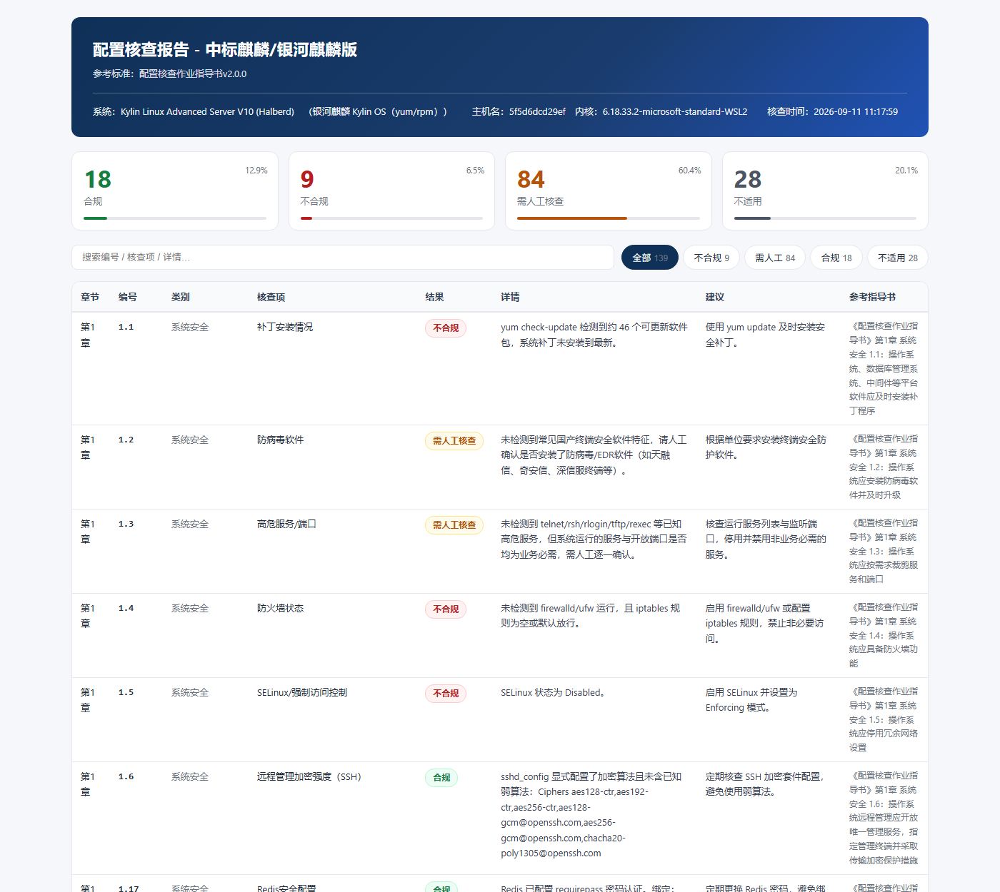 配置核查报告 - 中标麒麟/银河麒麟版
参考标准：配置核查作业指导书v2.0.0
系统：Kylin Linux Advanced Server V10 (Halberd) （银河麒麟 Kylin OS（yum/rpm）） 主机名：5f5d6dcd29ef 内核：6.18.33.2-microsoft-standard-WSL2 核查时间：2026-09-11 11:17:59
18 12.9%
合规
9 6.5%
不合规
84 60.4%
需人工核查
28 20.1%
不适用
搜索编号 / 核查项 / 详情… 全部 139 不合规 9 需人工 84 合规 18 不适用 28
章节 编号 类别 核查项 结果 详情 建议 参考指导书
第1
章
1.1
系统安全
补丁安装情况
不合规
yum check-update 检测到约 46 个可更新软件
包，系统补丁未安装到最新。
使用 yum update 及时安装安
全补丁。
《配置核查作业指
导书》第1章 系统
安全 1.1：操作系
统、数据库管理系
统、中间件等平台
软件应及时安装补
丁程序
第1
章
1.2
系统安全
防病毒软件
需人工核查
未检测到常见国产终端安全软件特征，请人工
确认是否安装了防病毒/EDR软件（如天融
信、奇安信、深信服终端等）。
根据单位要求安装终端安全防
护软件。
《配置核查作业指
导书》第1章 系统
安全 1.2：操作系
统应安装防病毒软
件并及时升级
第1
章
1.3
系统安全
高危服务/端口
需人工核查
未检测到 telnet/rsh/rlogin/tftp/rexec 等已知
高危服务，但系统运行的服务与开放端口是否
均为业务必需，需人工逐一确认。
核查运行服务列表与监听端
口，停用并禁用非业务必需的
服务。
《配置核查作业指
导书》第1章 系统
安全 1.3：操作系
统应按需求裁剪服
务和端口
第1
章
1.4
系统安全
防火墙状态
不合规
未检测到 firewalld/ufw 运行，且 iptables 规
则为空或默认放行。
启用 firewalld/ufw 或配置
iptables 规则，禁止非必要访
问。
《配置核查作业指
导书》第1章 系统
安全 1.4：操作系
统应具备防火墙功
能
第1
章
1.5
系统安全
SELinux/强制访问控制
不合规
SELinux 状态为 Disabled。
启用 SELinux 并设置为
Enforcing 模式。
《配置核查作业指
导书》第1章 系统
安全 1.5：操作系
统应停用冗余网络
设置
第1
章
1.6
系统安全
远程管理加密强度（SSH）
合规
sshd_config 显式配置了加密算法且未含已知
弱算法：Ciphers aes128-ctr,aes192-
ctr,aes256-ctr,aes128-
gcm@openssh.com,aes256-
gcm@openssh.com,chacha20-
poly1305@openssh.com
定期核查 SSH 加密套件配置，
避免使用弱算法。
《配置核查作业指
导书》第1章 系统
安全 1.6：操作系
统远程管理应开放
唯一管理服务，指
定管理终端并采取
传输加密保护措施
第1
1.17
系统安全
Redis安全配置
合规
Redis 已配置 requirepass 密码认证。绑定：
定期更换 Redis 密码，避免绑
《配置核查作业指